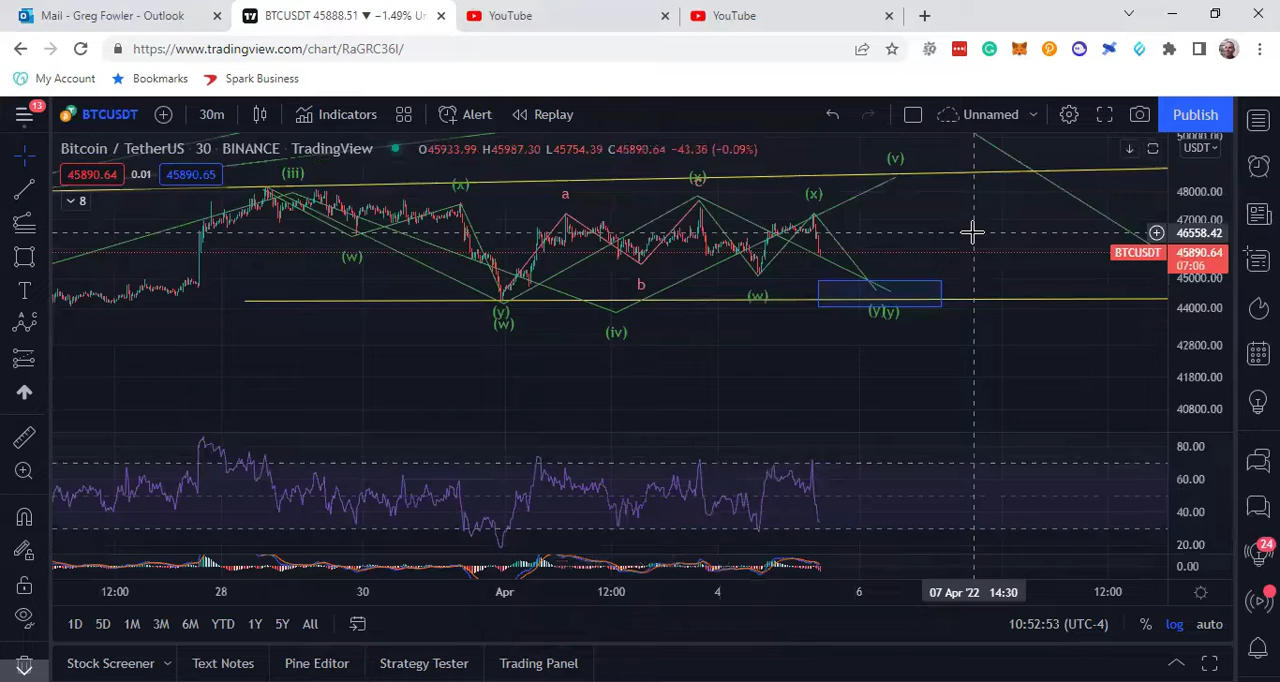 Mail - Greg Fowler - Outlook
BTCUSDT 45888.51 ▼ −1.49% Un
YouTube
YouTube
https://www.tradingview.com/chart/RaGRC36I/
My Account
Bookmarks
Spark Business
13
BTCUSDT
30m
Indicators
Alert
Replay
Unnamed
Publish
Bitcoin / TetherUS · 30 · BINANCE · TradingView
O45933.99 H45987.30 L45754.39 C45890.64 −43.36 (−0.09%)
45890.64 0.01 45890.65
8
50000.00
USDT
48000.00
47000.00
46558.42
BTCUSDT 45890.64
07:06
45000.00
44000.00
42800.00
41800.00
40800.00
(iii)
(x)
a
(x)
c
(x)
(v)
(w)
b
(w)
(y)
(w)
(iv)
(y)(y)
80.00
60.00
40.00
20.00
0.00
24
12:00 28 30 Apr 12:00 4 6 07 Apr '22 14:30 12:00
1D 5D 1M 3M 6M YTD 1Y 5Y All
10:52:53 (UTC-4) % log auto
Stock Screener Text Notes Pine Editor Strategy Tester Trading Panel